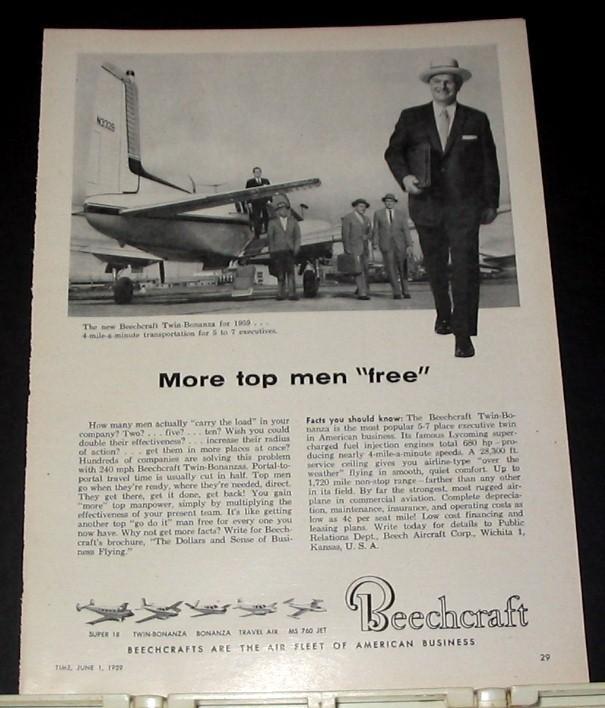 N3339
The new Beechcraft Twin-Bonanza for 1959 . . .
4-mile-a-minute transportation for 5 to 7 executives.
More top men "free"
How many men actually "carry the load" in your
company? Two? . . . five? . . . ten? Wish you could
double their effectiveness? . . . increase their radius
of action? . . . get them in more places at once?
Hundreds of companies are solving this problem
with 240 mph Beechcraft Twin-Bonanzas. Portal-to-
portal travel time is usually cut in half. Top men
go when they're ready, where they're needed, direct.
They get there, get it done, get back! You gain
"more" top manpower, simply by multiplying the
effectiveness of your present team. It's like getting
another top "go do it" man free for every one you
now have. Why not get more facts? Write for Beech-
craft's brochure, "The Dollars and Sense of Busi-
ness Flying."
Facts you should know: The Beechcraft Twin-Bo-
nanza is the most popular 5-7 place executive twin
in American business. Its famous Lycoming super-
charged fuel injection engines total 680 hp – pro-
ducing nearly 4-mile-a-minute speeds. A 28,300 ft.
service ceiling gives you airline-type "over the
weather" flying in smooth, quiet comfort. Up to
1,720 mile non-stop range – farther than any other
in its field. By far the strongest, most rugged air-
plane in commercial aviation. Complete deprecia-
tion, maintenance, insurance, and operating costs as
low as 4¢ per seat mile! Low cost financing and
leasing plans. Write today for details to Public
Relations Dept., Beech Aircraft Corp., Wichita 1,
Kansas, U. S. A.
SUPER 18 TWIN-BONANZA BONANZA TRAVEL AIR MS 760 JET
Beechcraft
BEECHCRAFTS ARE THE AIR FLEET OF AMERICAN BUSINESS
TIME, JUNE 1, 1959
29